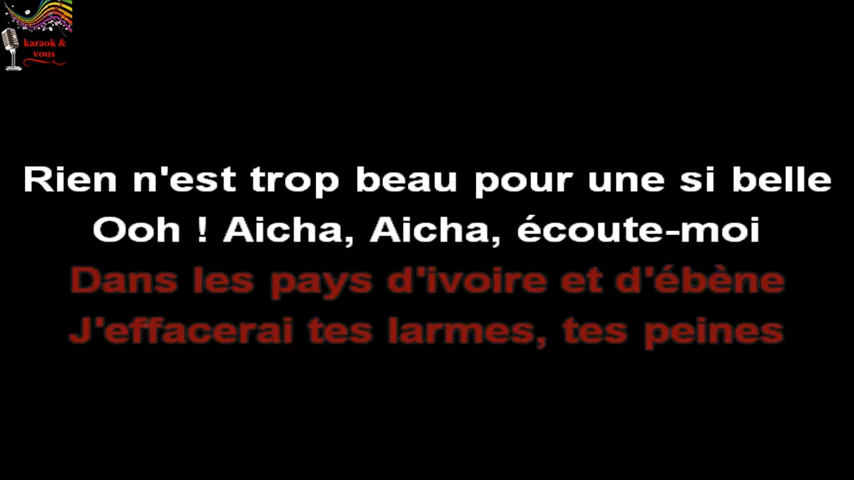 karaok &
vous
Rien n'est trop beau pour une si belle
Ooh ! Aicha, Aicha, écoute-moi
Dans les pays d'ivoire et d'ébène
J'effacerai tes larmes, tes peines